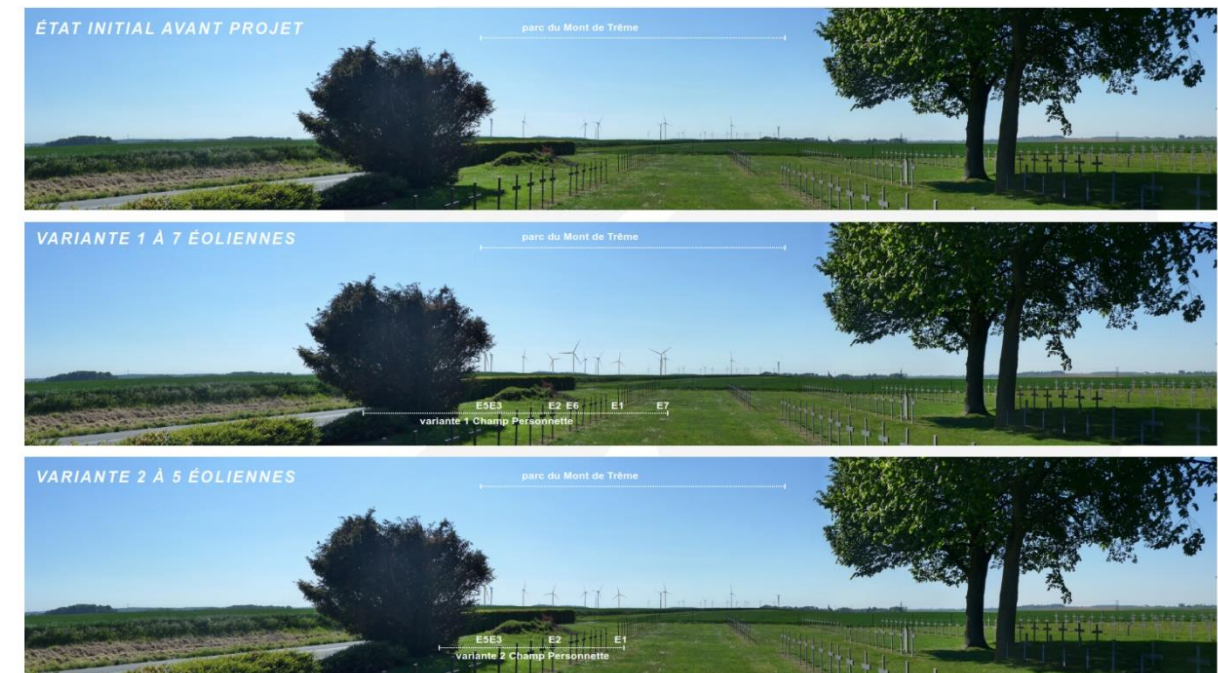 ÉTAT INITIAL AVANT PROJET
parc du Mont de Trême
VARIANTE 1 À 7 ÉOLIENNES
parc du Mont de Trême
E5E3 E2 E6 E1 E7
variante 1 Champ Personnette
VARIANTE 2 À 5 ÉOLIENNES
parc du Mont de Trême
E5E3 E2 E1
variante 2 Champ Personnette